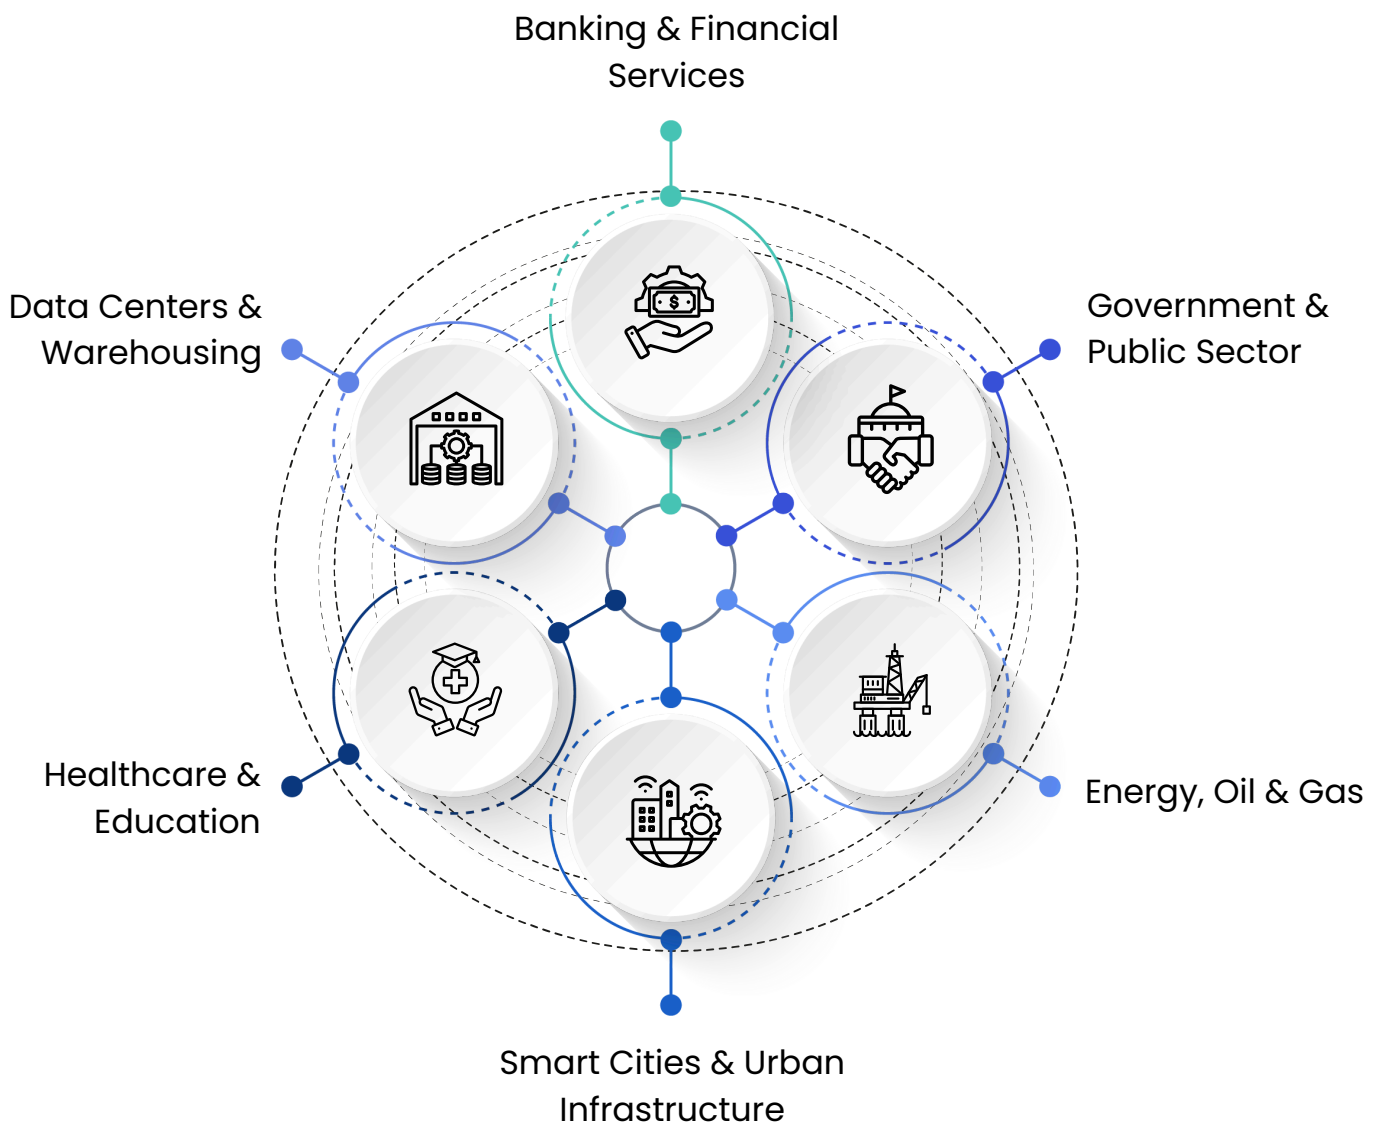 Banking & Financial
Services
Data Centers &
Warehousing
Government &
Public Sector
$
Healthcare &
Education
Energy, Oil & Gas
Smart Cities & Urban
Infrastructure